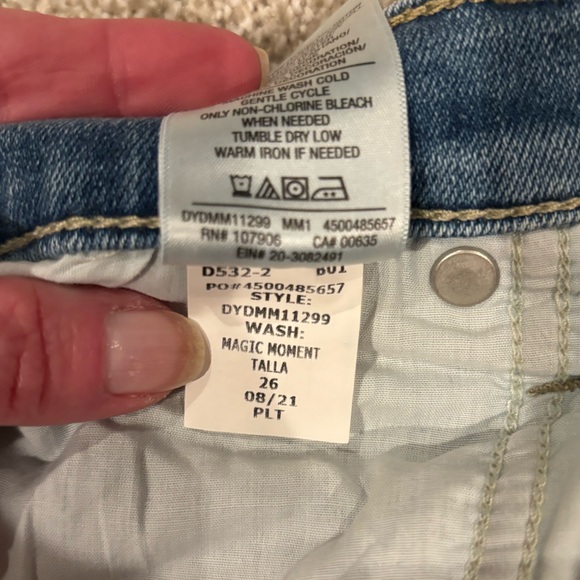 MACHINE WASH COLD
GENTLE CYCLE
ONLY NON-CHLORINE BLEACH
WHEN NEEDED
TUMBLE DRY LOW
WARM IRON IF NEEDED
DYDMM11299 MM1 4500485657
RN# 107906 CA# 00635
EIN# 20-3082491
D532-2 B01
PO#4500485657
STYLE:
DYDMM11299
WASH:
MAGIC MOMENT
TALLA
26
08/21
PLT